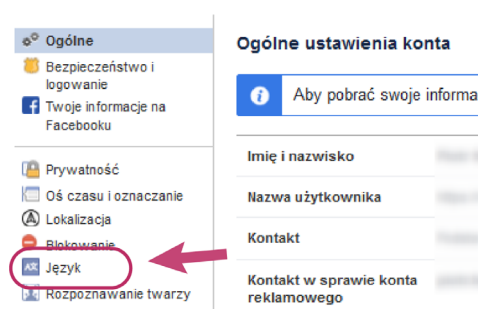 Ogólne
Bezpieczeństwo i
logowanie
Twoje informacje na
Facebooku
Prywatność
Oś czasu i oznaczanie
Lokalizacja
Blokowanie
Język
Rozpoznawanie twarzy
Ogólne ustawienia konta
Aby pobrać swoje informa
Imię i nazwisko
Nazwa użytkownika
Kontakt
Kontakt w sprawie konta
reklamowego